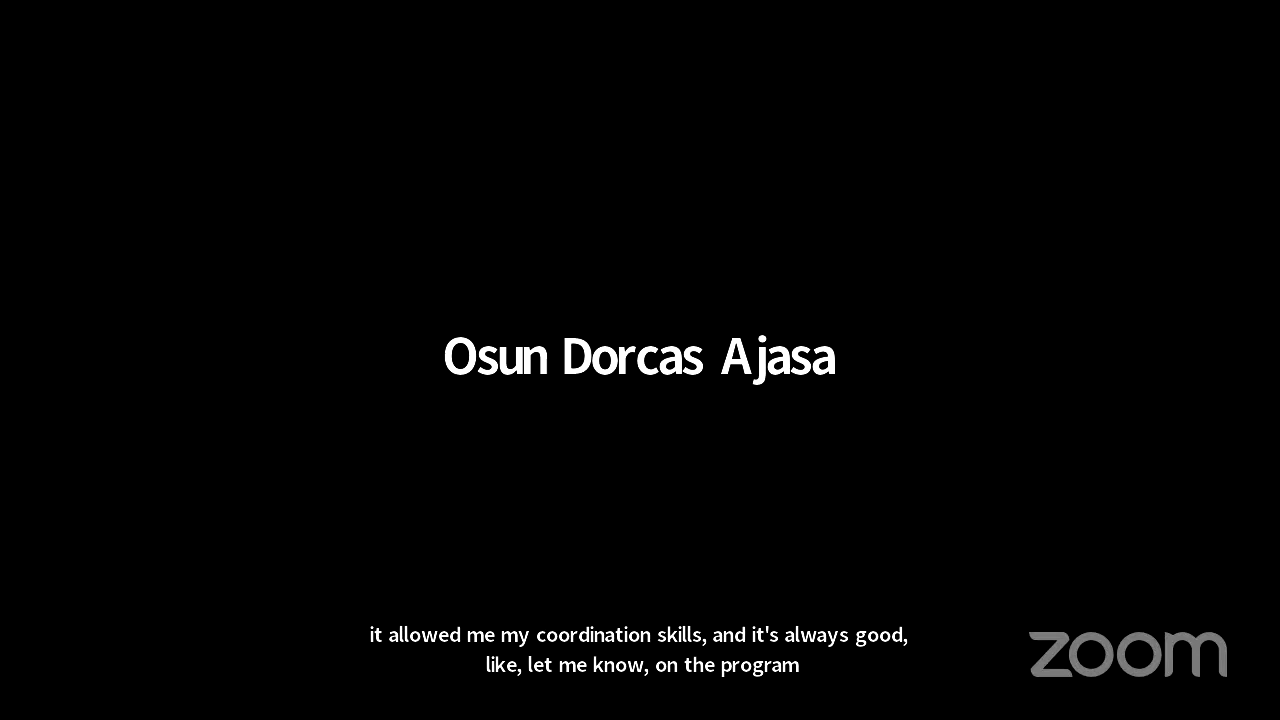 Osun Dorcas Ajasa
it allowed me my coordination skills, and it's always good,
like, let me know, on the program
zoom